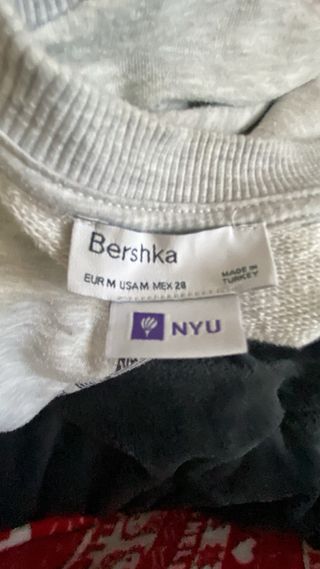 Bershka
EUR M USA M MEX 28
MADE IN
TURKEY
NYU